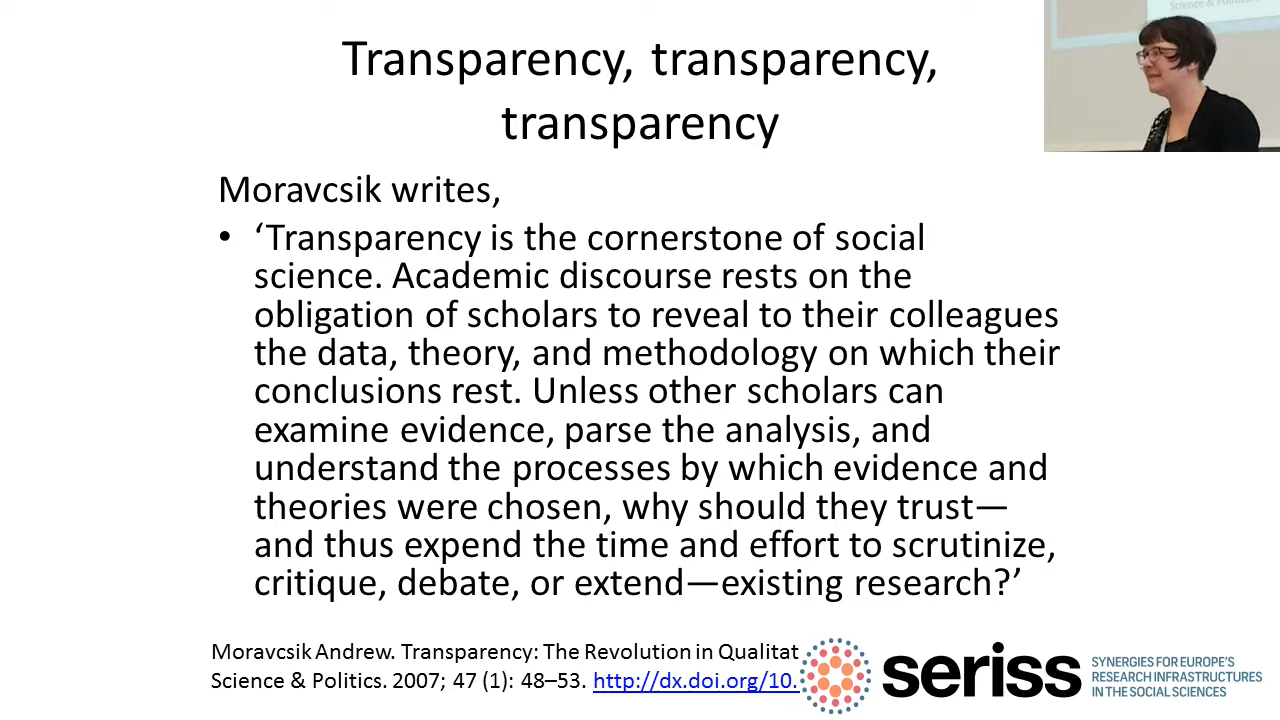 Transparency, transparency,
transparency
Science & Politics
Moravcsik writes,
• ‘Transparency is the cornerstone of social
science. Academic discourse rests on the
obligation of scholars to reveal to their colleagues
the data, theory, and methodology on which their
conclusions rest. Unless other scholars can
examine evidence, parse the analysis, and
understand the processes by which evidence and
theories were chosen, why should they trust—
and thus expend the time and effort to scrutinize,
critique, debate, or extend—existing research?’
Moravcsik Andrew. Transparency: The Revolution in Qualitat
Science & Politics. 2007; 47 (1): 48–53. http://dx.doi.org/10.
seriss
SYNERGIES FOR EUROPE'S
RESEARCH INFRASTRUCTURES
IN THE SOCIAL SCIENCES